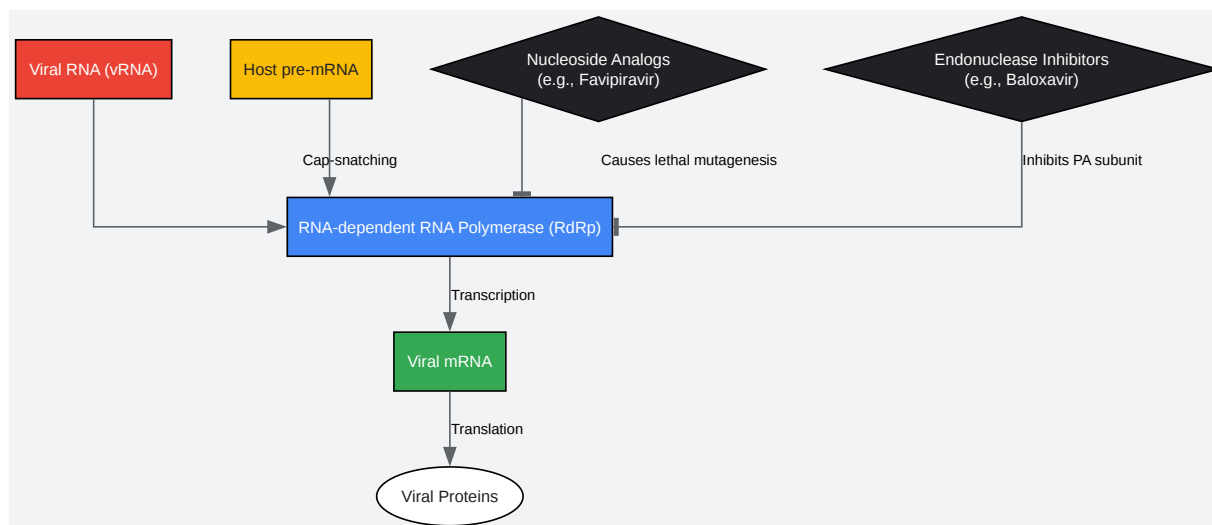 Viral RNA (vRNA)
Host pre-mRNA
Nucleoside Analogs
(e.g., Favipiravir)
Endonuclease Inhibitors
(e.g., Baloxavir)
Cap-snatching
Causes lethal mutagenesis
Inhibits PA subunit
RNA-dependent RNA Polymerase (RdRp)
Transcription
Viral mRNA
Translation
Viral Proteins